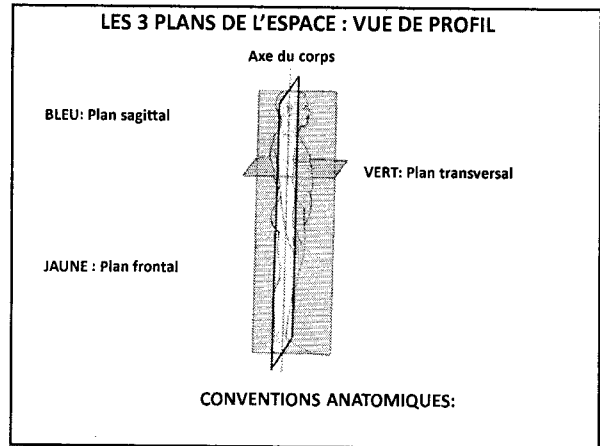 LES 3 PLANS DE L'ESPACE : VUE DE PROFIL
Axe du corps
BLEU: Plan sagittal
VERT: Plan transversal
JAUNE : Plan frontal
CONVENTIONS ANATOMIQUES: